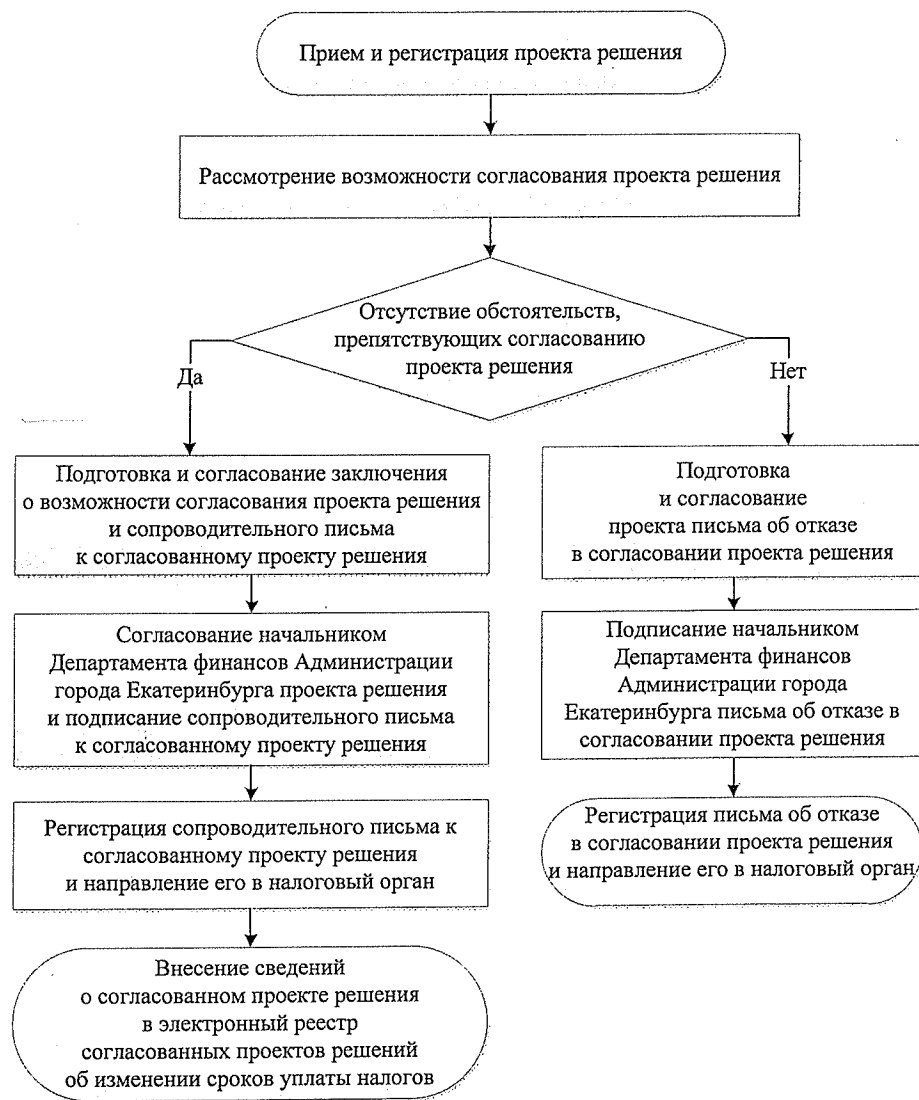 Прием и регистрация проекта решения
Рассмотрение возможности согласования проекта решения
Отсутствие обстоятельств,
препятствующих согласованию
проекта решения
Да
Нет
Подготовка и согласование заключения
о возможности согласования проекта решения
и сопроводительного письма
к согласованному проекту решения
Согласование начальником
Департамента финансов Администрации
города Екатеринбурга проекта решения
и подписание сопроводительного письма
к согласованному проекту решения
Регистрация сопроводительного письма к
согласованному проекту решения
и направление его в налоговый орган
Внесение сведений
о согласованном проекте решения
в электронный реестр
согласованных проектов решений
об изменении сроков уплаты налогов
Подготовка
и согласование
проекта письма об отказе
в согласовании проекта решения
Подписание начальником
Департамента финансов
Администрации города
Екатеринбурга письма об отказе в
согласовании проекта решения
Регистрация письма об отказе
в согласовании проекта решения
и направление его в налоговый орган